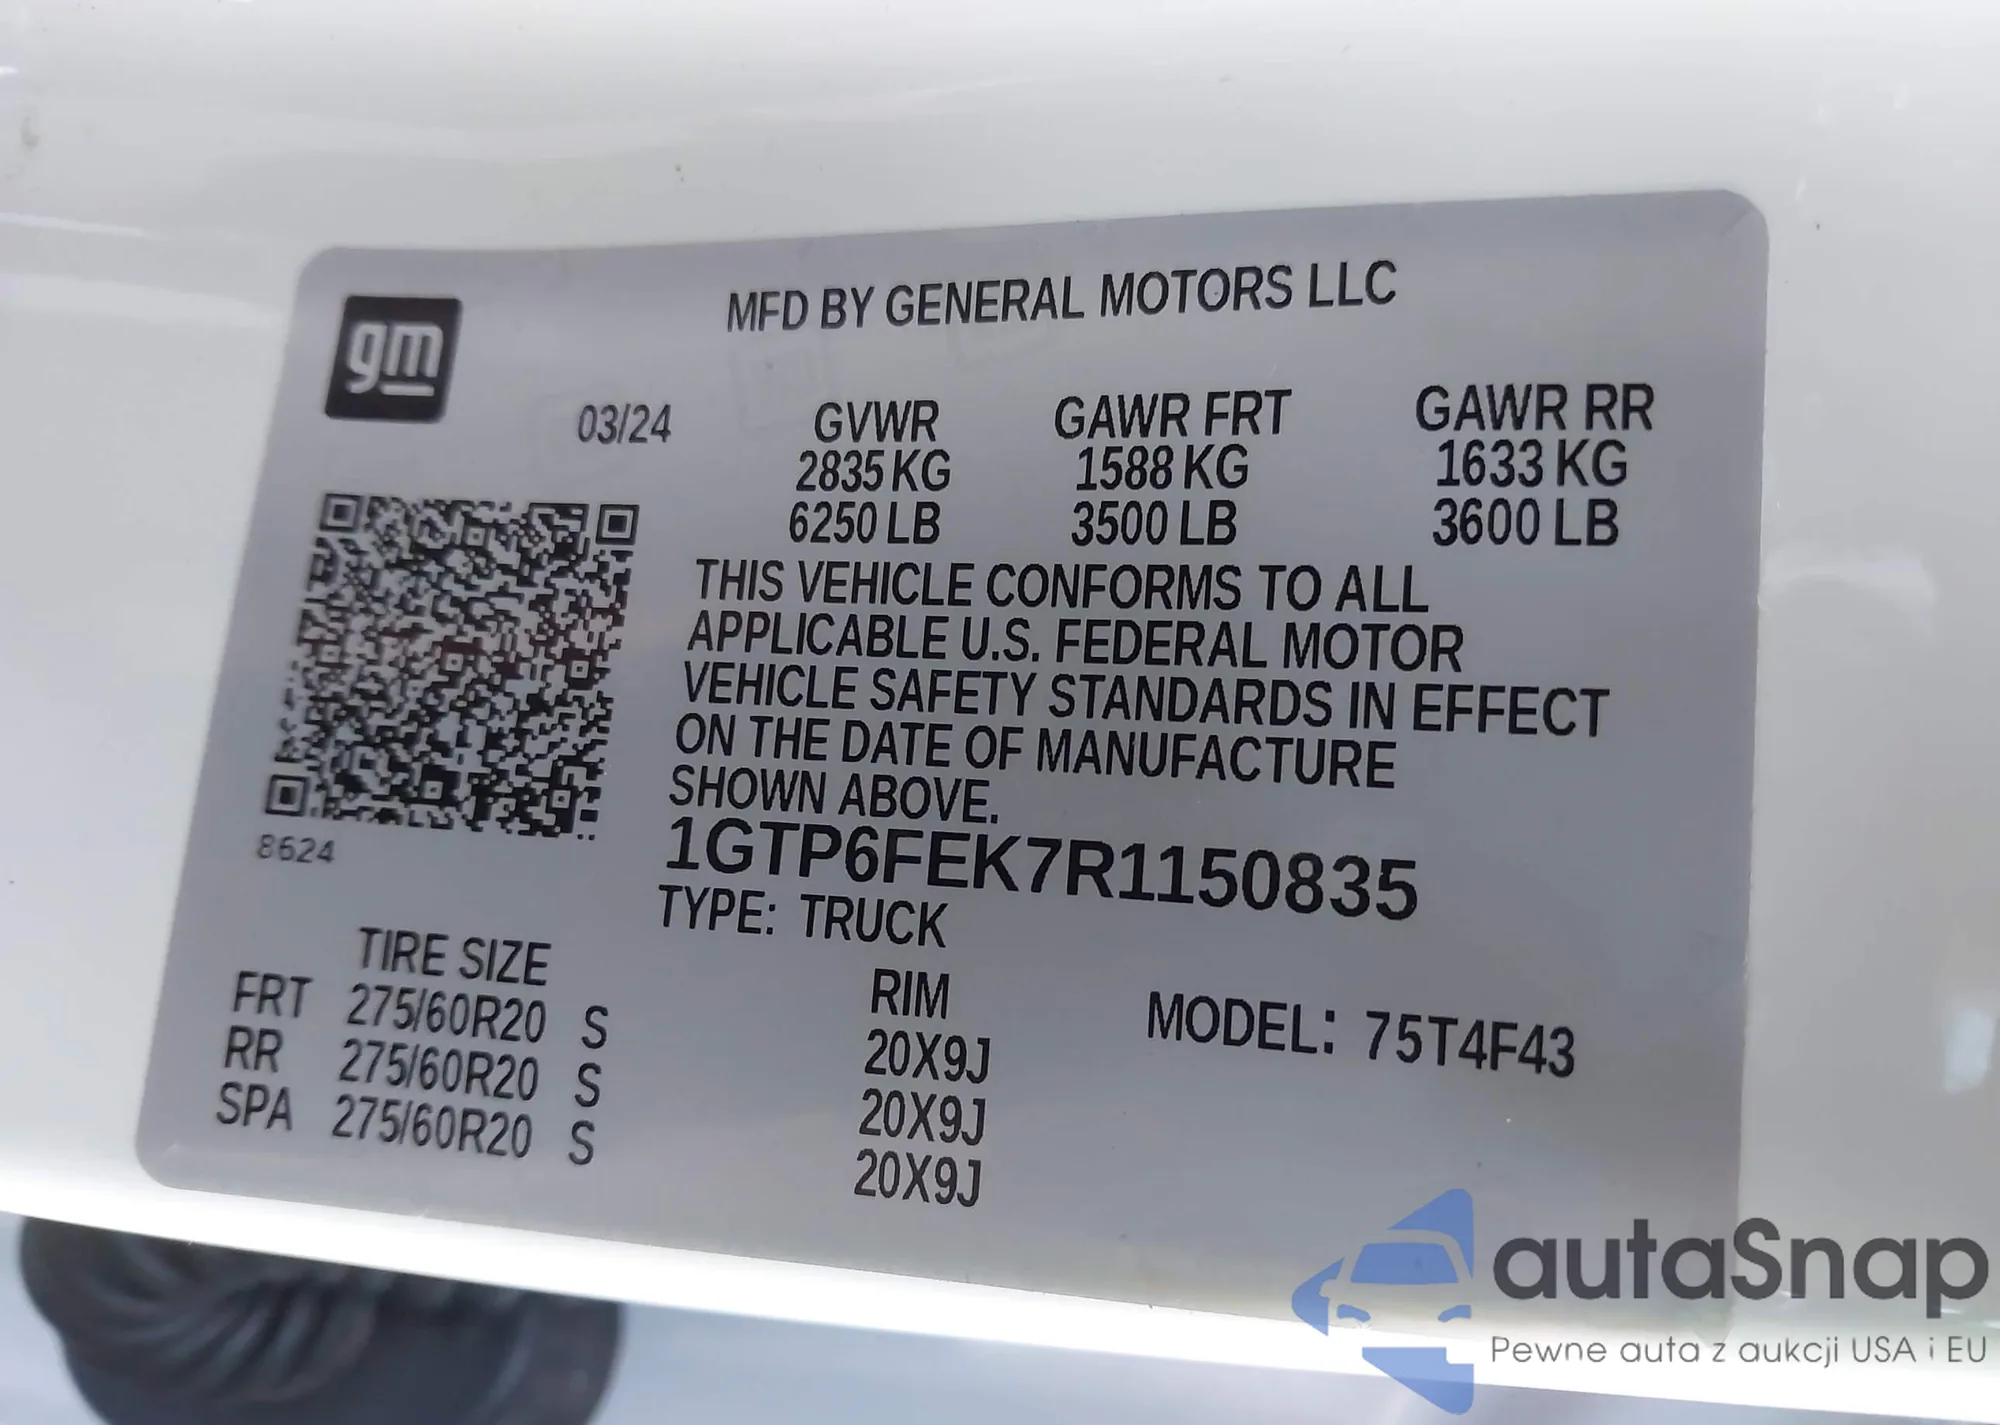 gm
MFD BY GENERAL MOTORS LLC
03/24
GVWR GAWR FRT GAWR RR
2835 KG 1588 KG 1633 KG
6250 LB 3500 LB 3600 LB
THIS VEHICLE CONFORMS TO ALL
APPLICABLE U.S. FEDERAL MOTOR
VEHICLE SAFETY STANDARDS IN EFFECT
ON THE DATE OF MANUFACTURE
SHOWN ABOVE.
8624
1GTP6FEK7R1150835
TYPE: TRUCK
TIRE SIZE RIM MODEL: 75T4F43
FRT 275/60R20 S 20X9J
RR 275/60R20 S 20X9J
SPA 275/60R20 S 20X9J
autaSnap
Pewne auta z aukcji USA i EU